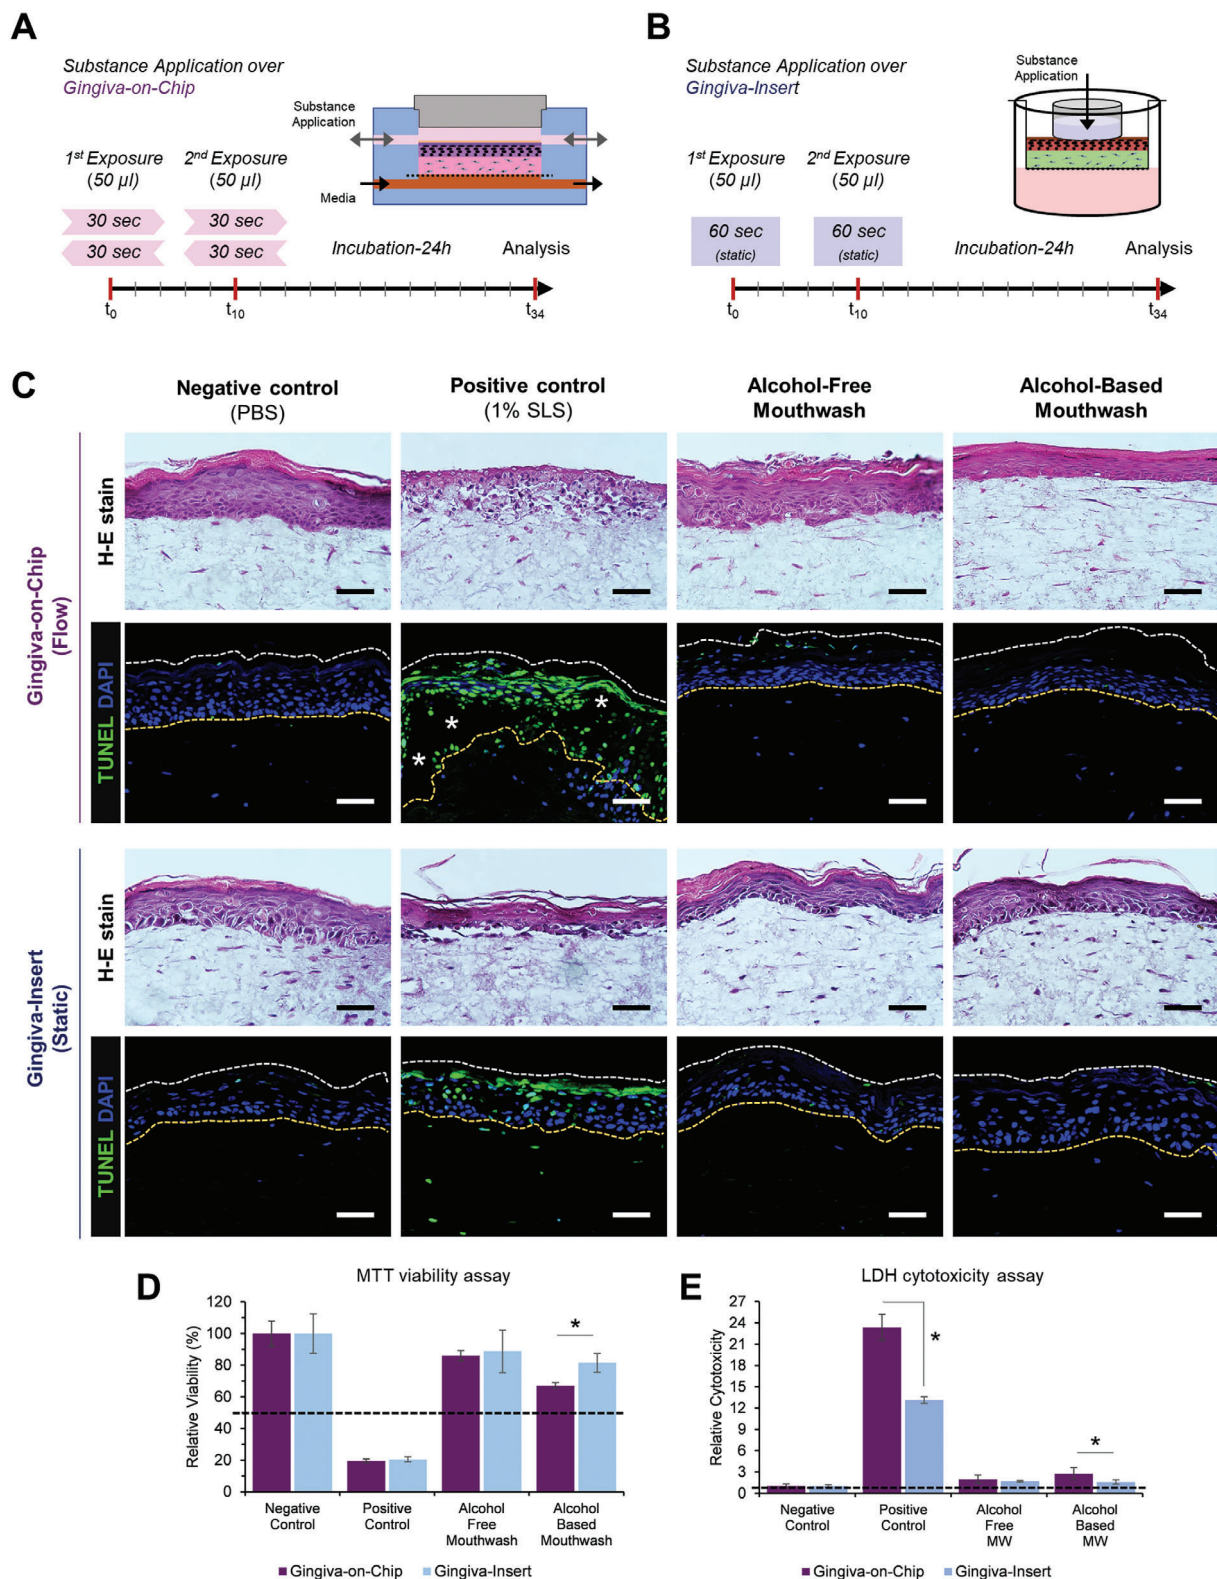 A
Substance Application over
Gingiva-on-Chip
Substance
Application
Media
1st Exposure
(50 µl)
2nd Exposure
(50 µl)
30 sec
30 sec
30 sec
30 sec
Incubation-24h
Analysis
t0
t10
t34
B
Substance Application over
Gingiva-Insert
Substance
Application
1st Exposure
(50 µl)
2nd Exposure
(50 µl)
60 sec
(static)
60 sec
(static)
Incubation-24h
Analysis
t0
t10
t34
C
Negative control
(PBS)
Positive control
(1% SLS)
Alcohol-Free
Mouthwash
Alcohol-Based
Mouthwash
Gingiva-on-Chip
(Flow)
H-E stain
TUNEL DAPI
*
*
*
Gingiva-Insert
(Static)
H-E stain
TUNEL DAPI
D
MTT viability assay
Relative Viability (%)
120
100
80
60
40
20
0
*
Negative
Control
Positive
Control
Alcohol
Free
Mouthwash
Alcohol
Based
Mouthwash
Gingiva-on-Chip
Gingiva-Insert
E
LDH cytotoxicity assay
Relative Cytotoxicity
27
24
21
18
15
12
9
6
3
0
*
*
Negative
Control
Positive
Control
Alcohol
Free
MW
Alcohol
Based
MW
Gingiva-on-Chip
Gingiva-Insert